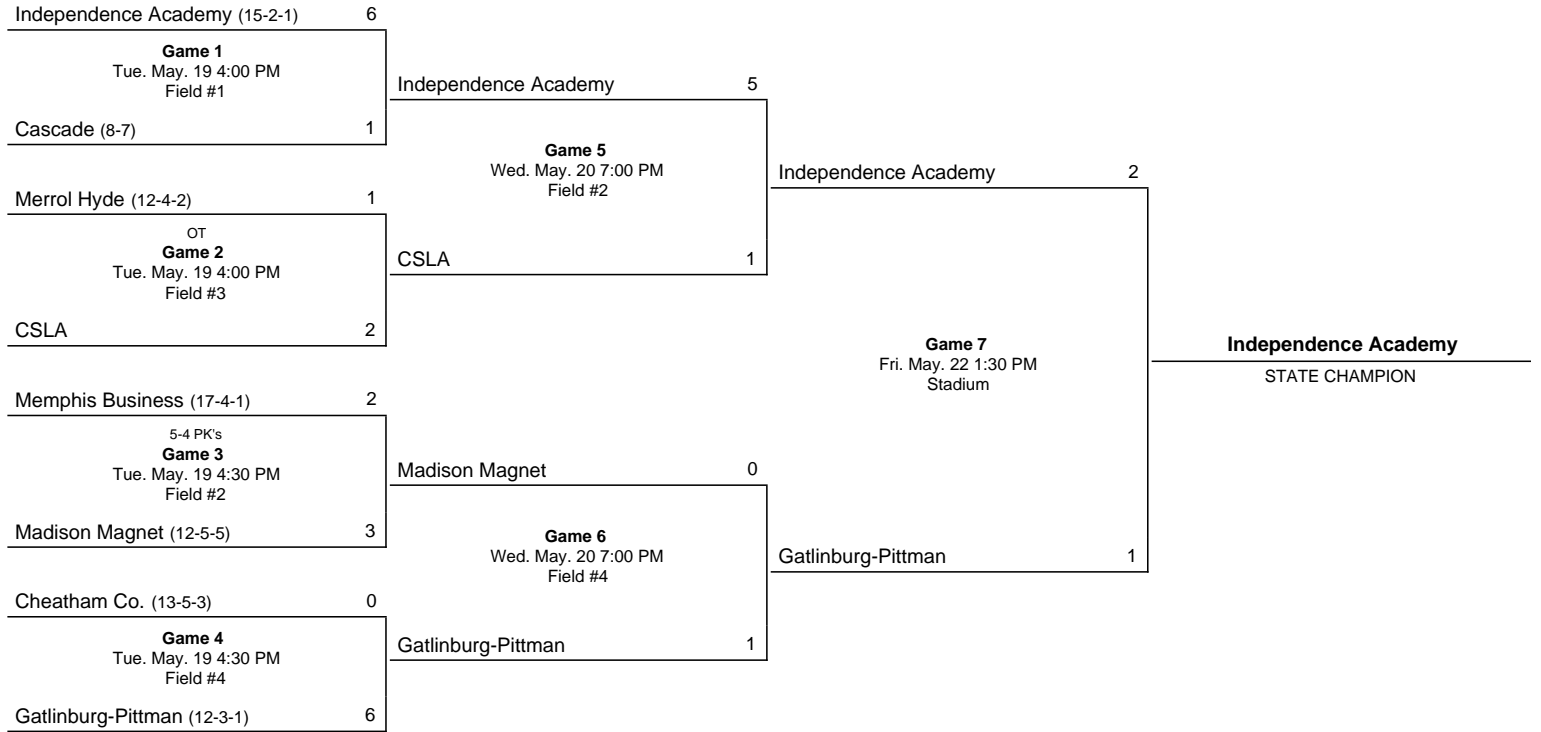 Independence Academy (15-2-1) 6
Game 1
Tue. May. 19 4:00 PM
Field #1
Cascade (8-7) 1
Merrol Hyde (12-4-2) 1
OT
Game 2
Tue. May. 19 4:00 PM
Field #3
CSLA 2
Memphis Business (17-4-1) 2
5-4 PK's
Game 3
Tue. May. 19 4:30 PM
Field #2
Madison Magnet (12-5-5) 3
Cheatham Co. (13-5-3) 0
Game 4
Tue. May. 19 4:30 PM
Field #4
Gatlinburg-Pittman (12-3-1) 6
Independence Academy 5
Game 5
Wed. May. 20 7:00 PM
Field #2
CSLA 1
Madison Magnet 0
Game 6
Wed. May. 20 7:00 PM
Field #4
Gatlinburg-Pittman 1
Independence Academy 2
Game 7
Fri. May. 22 1:30 PM
Stadium
Gatlinburg-Pittman 1
Independence Academy
STATE CHAMPION